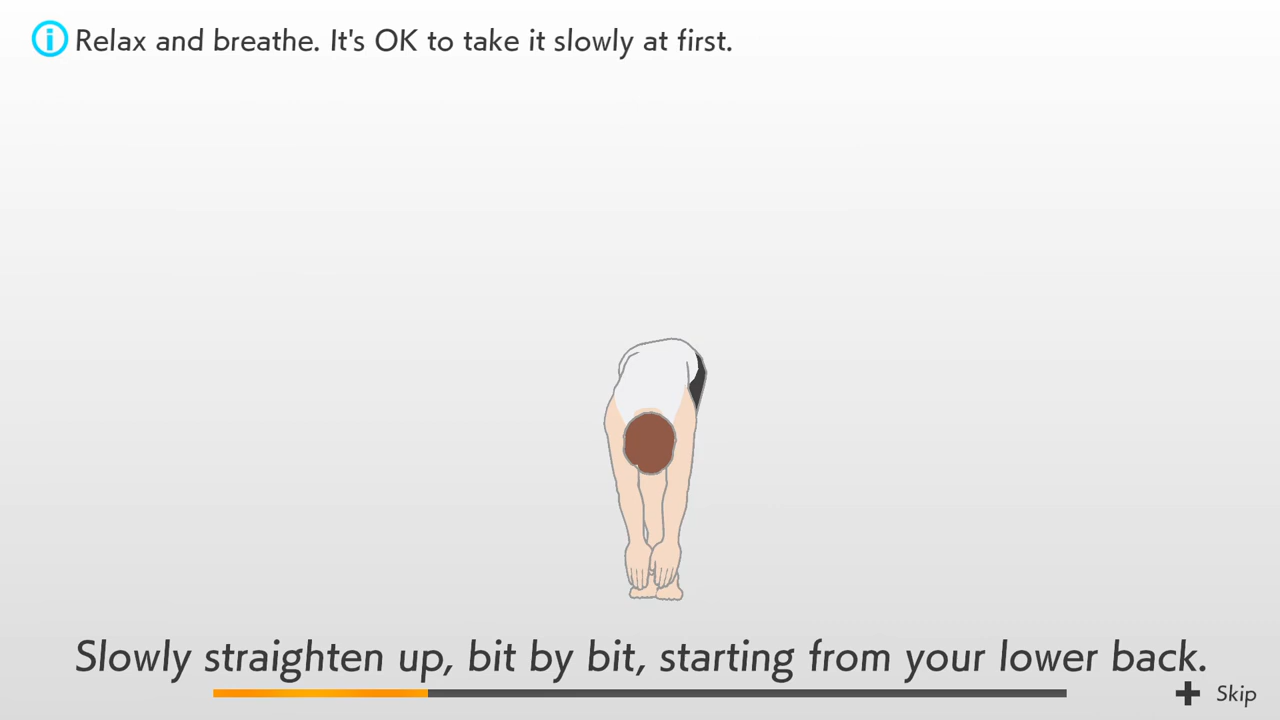 Relax and breathe. It's OK to take it slowly at first.
Slowly straighten up, bit by bit, starting from your lower back.
Skip